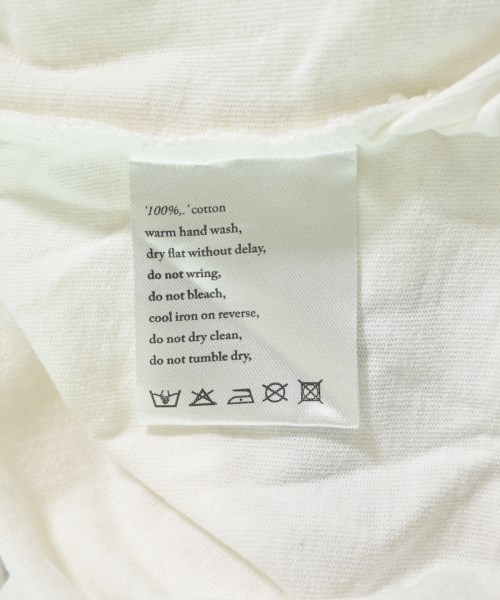 ‘100%,.’ cotton
warm hand wash,
dry flat without delay,
do not wring,
do not bleach,
cool iron on reverse,
do not dry clean,
do not tumble dry,